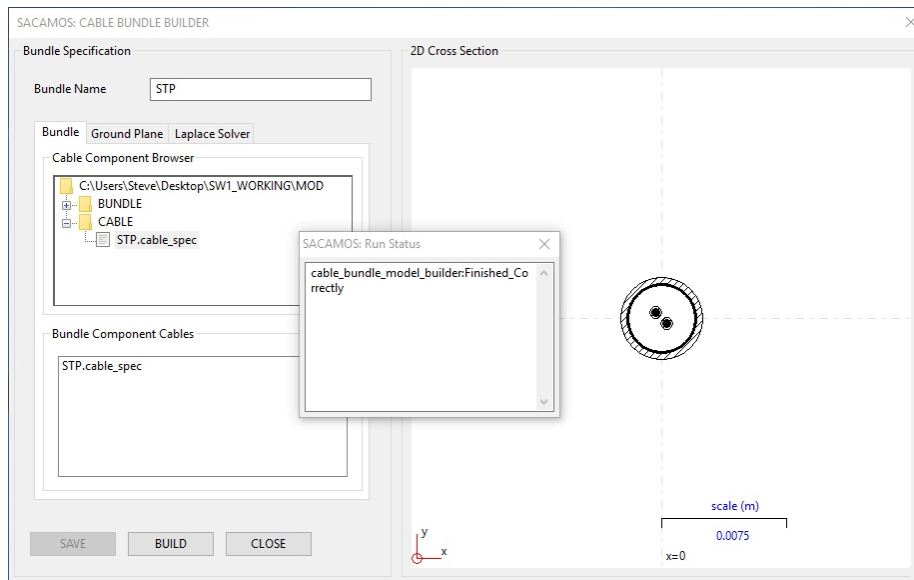 SACAMOS: CABLE BUNDLE BUILDER
Bundle Specification
Bundle Name
STP
Bundle
Ground Plane
Laplace Solver
Cable Component Browser
C:\Users\Steve\Desktop\SW1_WORKING\MOD
BUNDLE
CABLE
STP.cable_spec
Bundle Component Cables
STP.cable_spec
SAVE
BUILD
CLOSE
SACAMOS: Run Status
cable_bundle_model_builder:Finished_Co
rrectly
2D Cross Section
scale (m)
0.0075
y
x
x=0